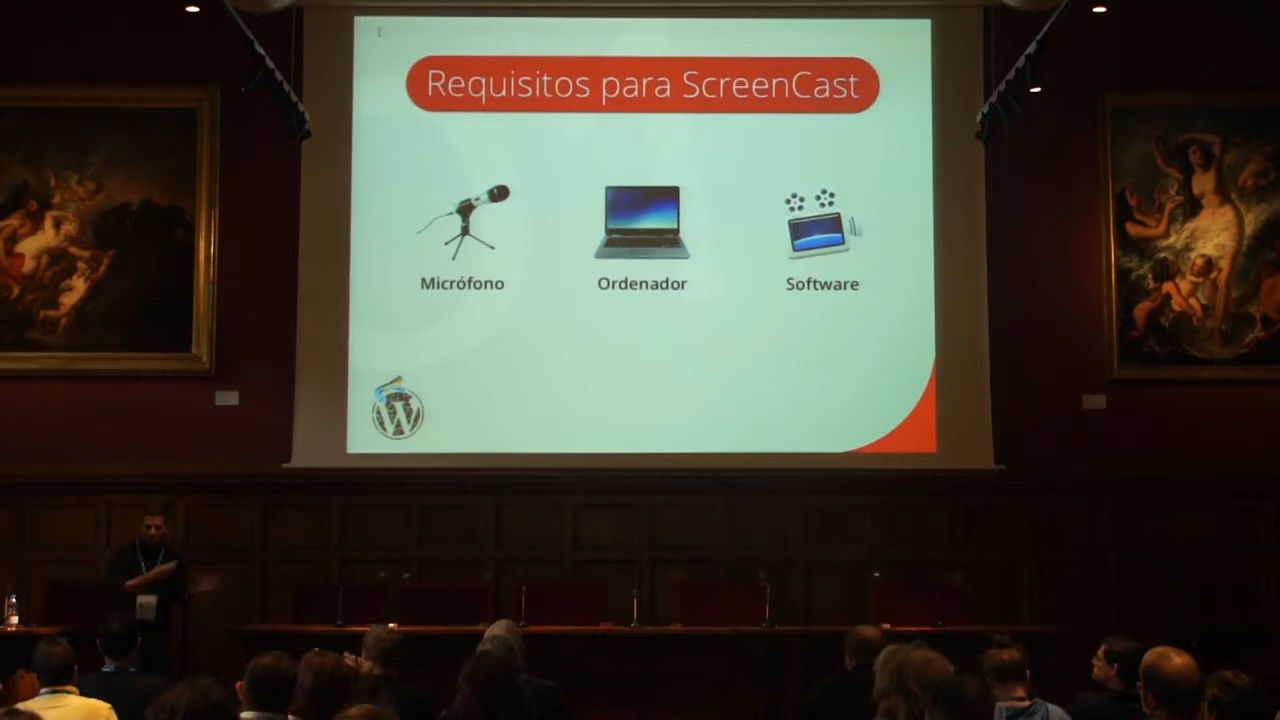 Requisitos para ScreenCast
Micrófono
Ordenador
Software
W